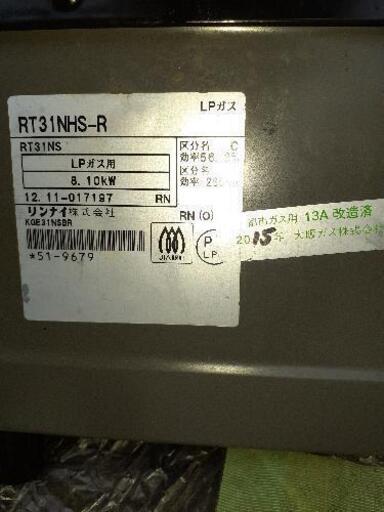 LPガス
RT31NHS-R
RT31NS
LPガス用
8.10kW
12.11-017197 RN
リンナイ株式会社
KGE31NSBR
*51-9679
区分名 C
効率56.
区分名
効率
RN(O)
JIA
P
LP
都市ガス用 13A 改造済
2015年 大阪ガス株式会社